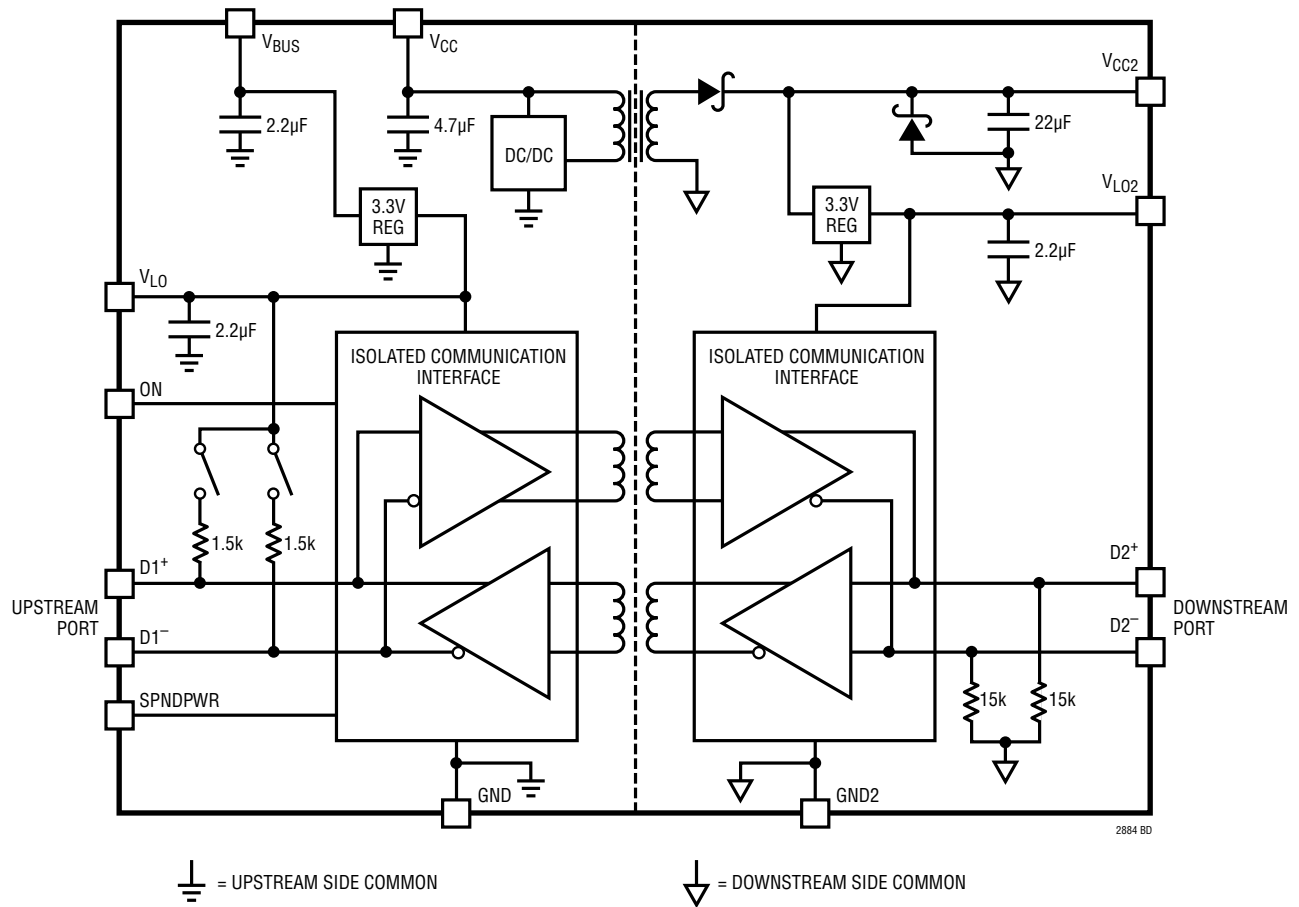 VBUS
VCC
VCC2
2.2µF
4.7µF
DC/DC
22µF
3.3V
REG
3.3V
REG
VLO2
2.2µF
VLO
2.2µF
ISOLATED COMMUNICATION
INTERFACE
ISOLATED COMMUNICATION
INTERFACE
ON
1.5k
1.5k
D1+
D2+
UPSTREAM
PORT
DOWNSTREAM
PORT
D1−
D2−
SPNDPWR
15k
15k
GND
GND2
2884 BD
= UPSTREAM SIDE COMMON
= DOWNSTREAM SIDE COMMON